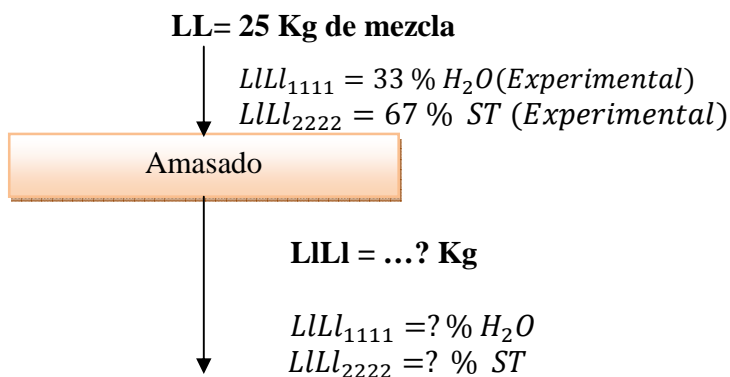 LL= 25 Kg de mezcla
LlLl₁₁₁₁ = 33 % H₂O(Experimental)
LlLl₂₂₂₂ = 67 % ST (Experimental)
Amasado
LlLl = …? Kg
LlLl₁₁₁₁ =? % H₂O
LlLl₂₂₂₂ =? % ST